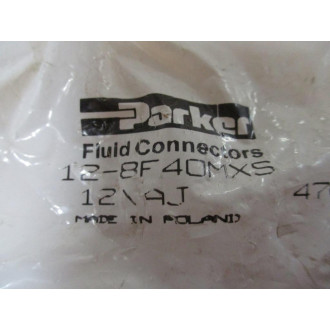 Parker
Fluid Connectors
12-8F40MXS
12\AJ 47
MADE IN POLAND